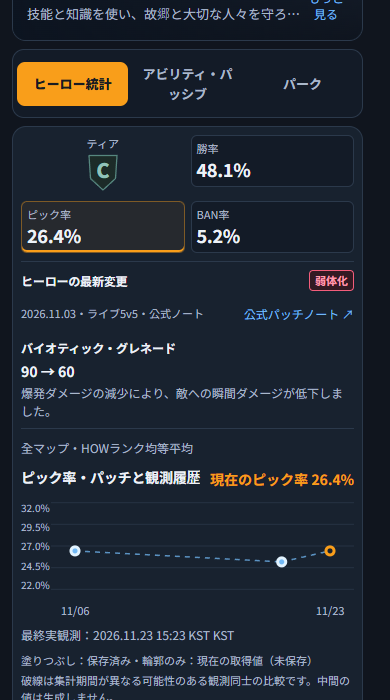 技能と知識を使い、故郷と大切な人々を守ろ…
見る
ヒーロー統計
アビリティ・パ
ッシブ
パーク
ティア
C
勝率
48.1%
ピック率
26.4%
BAN率
5.2%
ヒーローの最新変更
弱体化
2026.11.03・ライブ5v5・公式ノート
公式パッチノート ↗
バイオティック・グレネード
90 → 60
爆発ダメージの減少により、敵への瞬間ダメージが低下しま
した。
全マップ・HOWランク均等平均
ピック率・パッチと観測履歴
現在のピック率 26.4%
32.0%
29.5%
27.0%
24.5%
22.0%
11/06
11/23
最終実観測：2026.11.23 15:23 KST KST
塗りつぶし：保存済み・輪郭のみ：現在の取得値（未保存）
破線は集計期間が異なる可能性のある観測同士の比較です。中間の
値は生成しません。